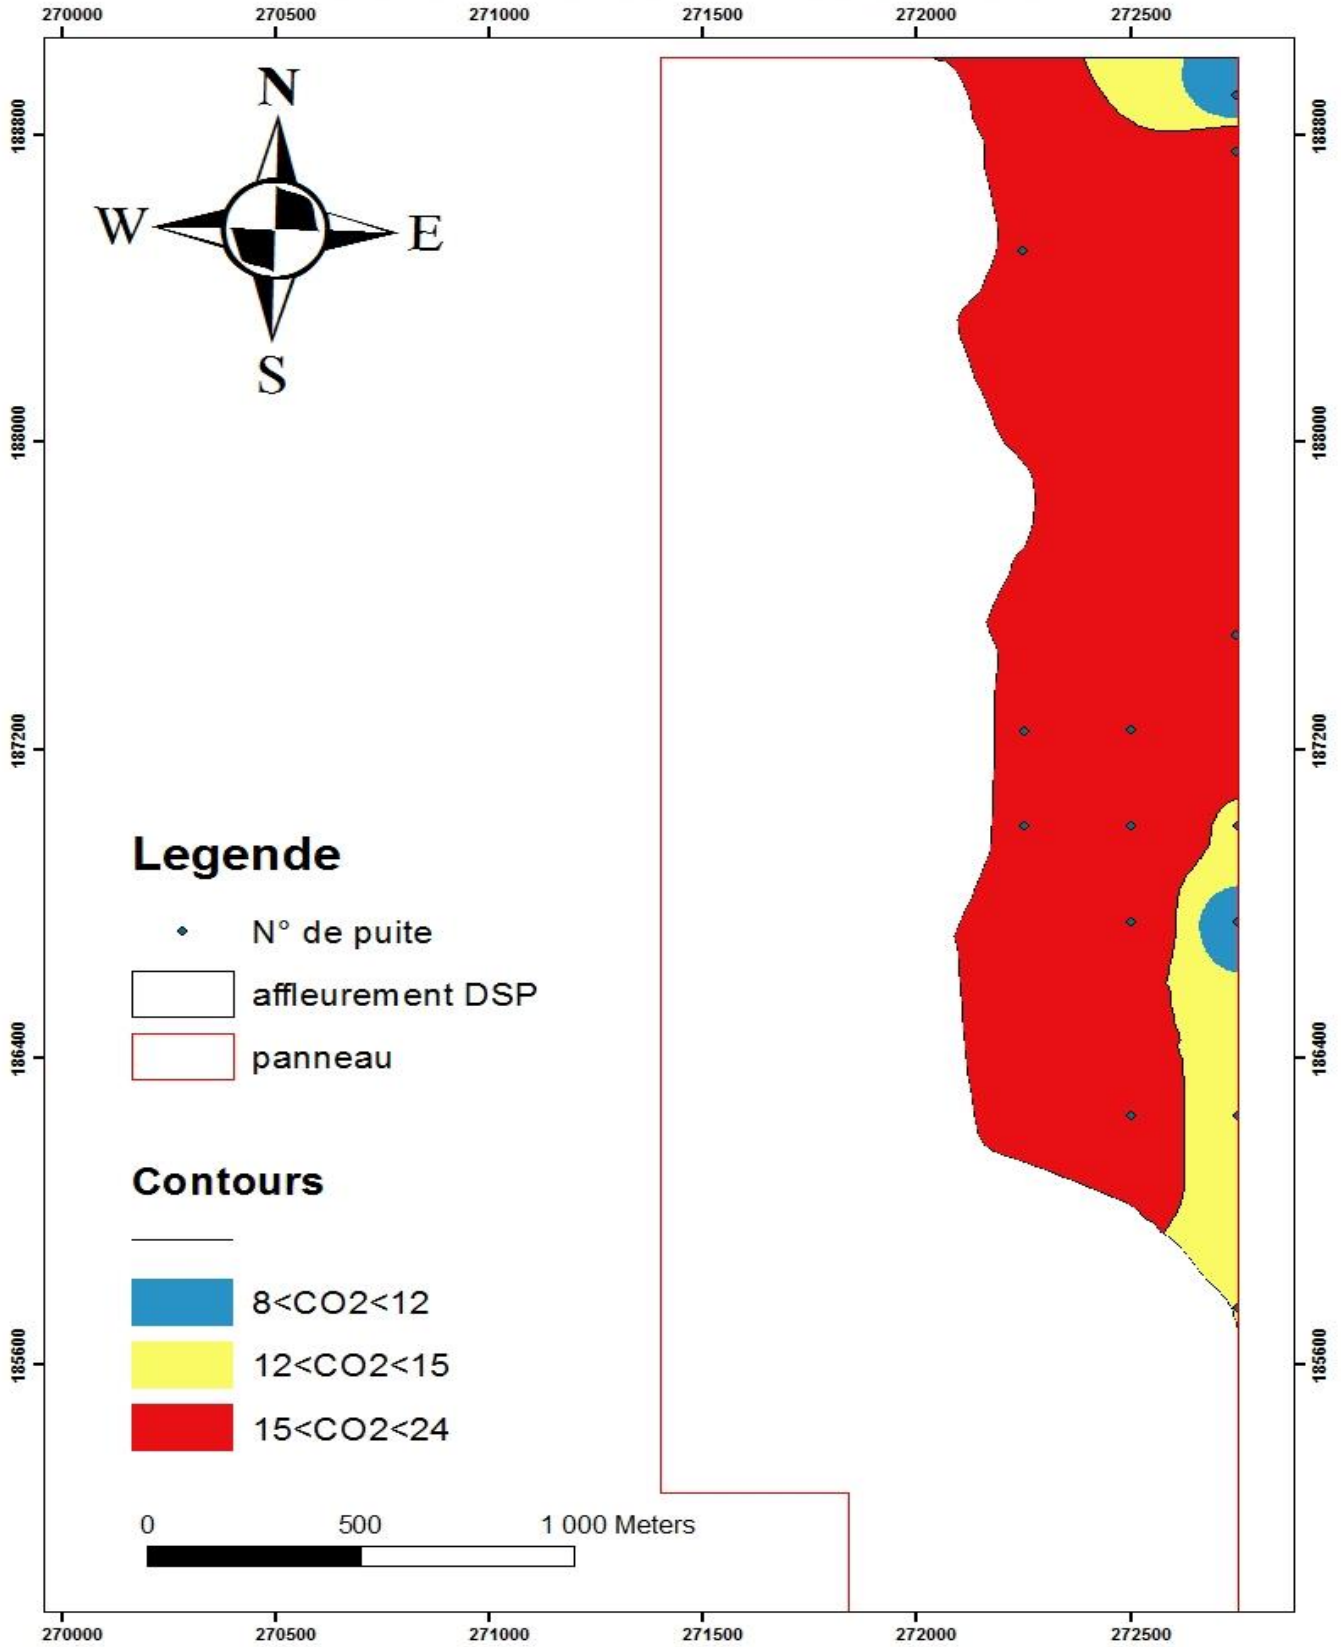 270000 270500 271000 271500 272000 272500
N
W E
S
188800 188800
188000 188000
187200 187200
186400 186400
185600 185600
Legende
N° de puite
affleurement DSP
panneau
Contours
8<CO2<12
12<CO2<15
15<CO2<24
0 500 1 000 Meters
270000 270500 271000 271500 272000 272500